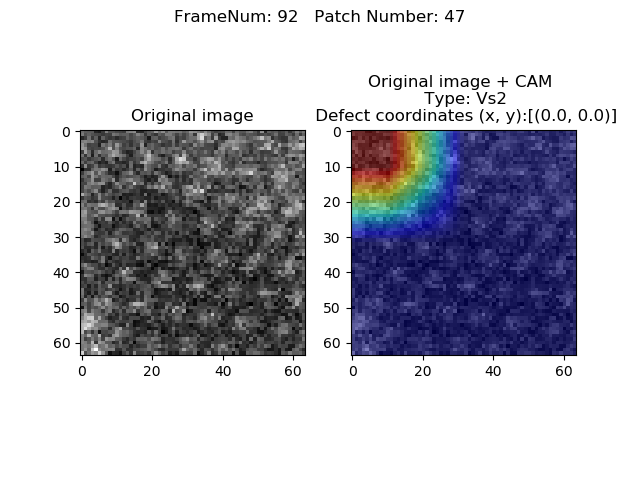 FrameNum: 92   Patch Number: 47
Original image
Original image + CAM
Type: Vs2
Defect coordinates (x, y):[(0.0, 0.0)]
0
10
20
30
40
50
60
0 20 40 60
0
10
20
30
40
50
60
0 20 40 60